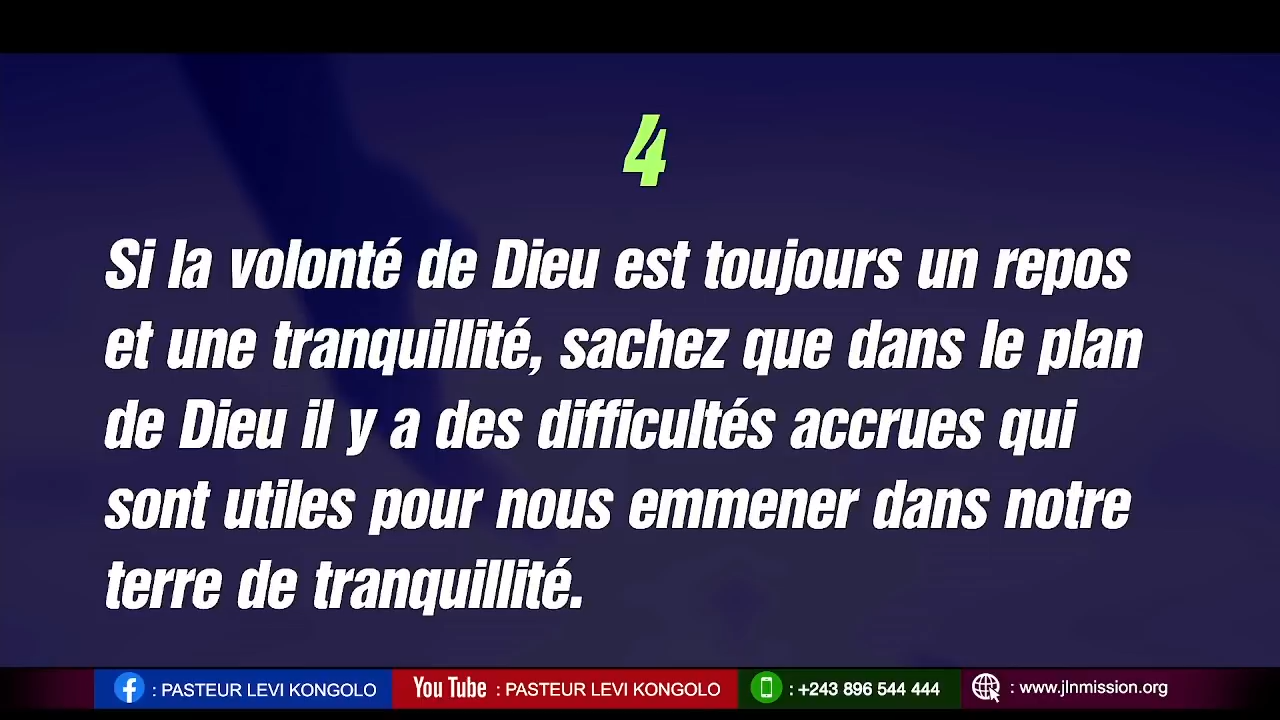 4
Si la volonté de Dieu est toujours un repos
et une tranquillité, sachez que dans le plan
de Dieu il y a des difficultés accrues qui
sont utiles pour nous emmener dans notre
terre de tranquillité.
: PASTEUR LEVI KONGOLO You Tube : PASTEUR LEVI KONGOLO : +243 896 544 444 : www.jlnmission.org